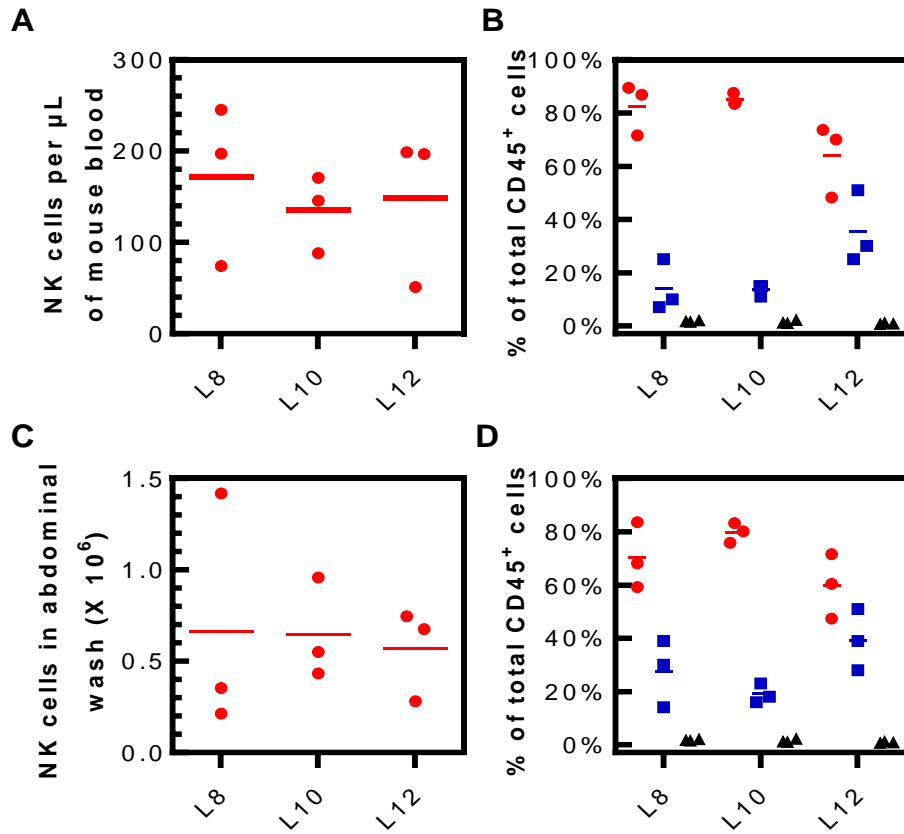 A
NK cells per µL
of mouse blood
300
200
100
0
L8
L10
L12
B
% of total CD45+ cells
100%
80%
60%
40%
20%
0%
L8
L10
L12
C
NK cells in abdominal
wash (X 10^6)
1.5
1.0
0.5
0.0
L8
L10
L12
D
% of total CD45+ cells
100%
80%
60%
40%
20%
0%
L8
L10
L12